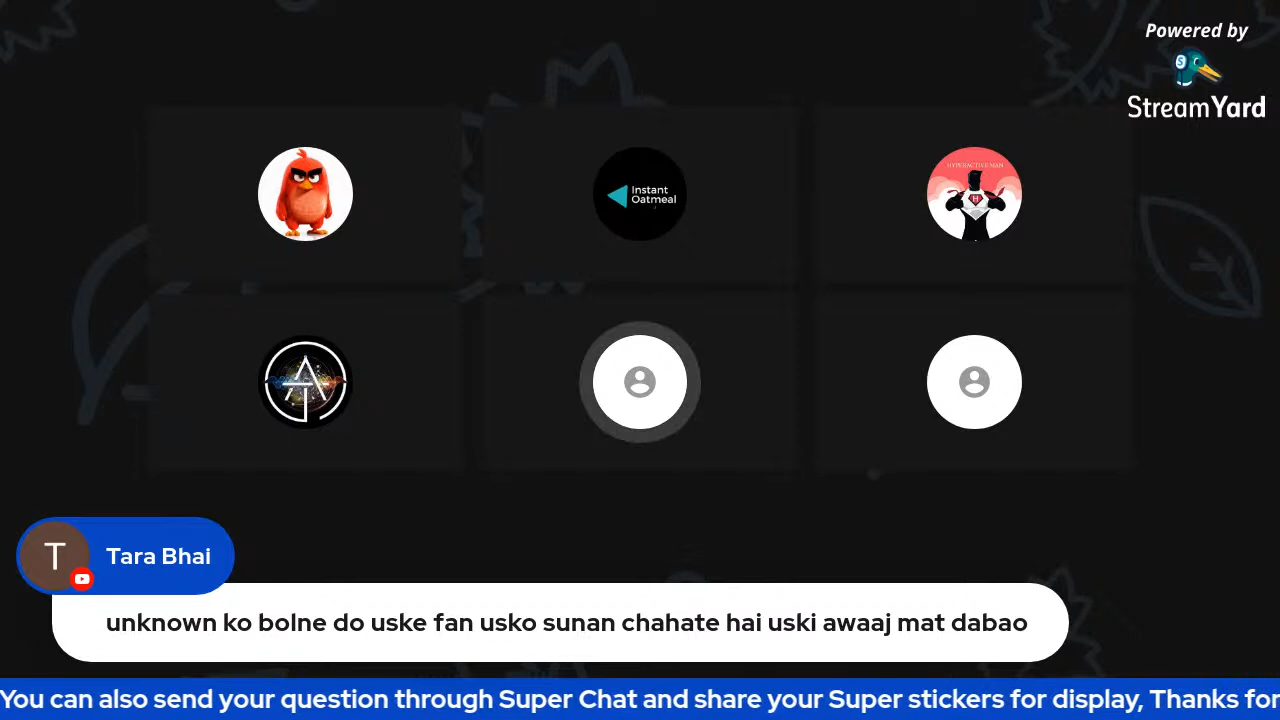 Powered by
StreamYard
Instant
Oatmeal
HYPERACTIVE MAN
H
T
Tara Bhai
unknown ko bolne do uske fan usko sunan chahate hai uski awaaj mat dabao
You can also send your question through Super Chat and share your Super stickers for display, Thanks for